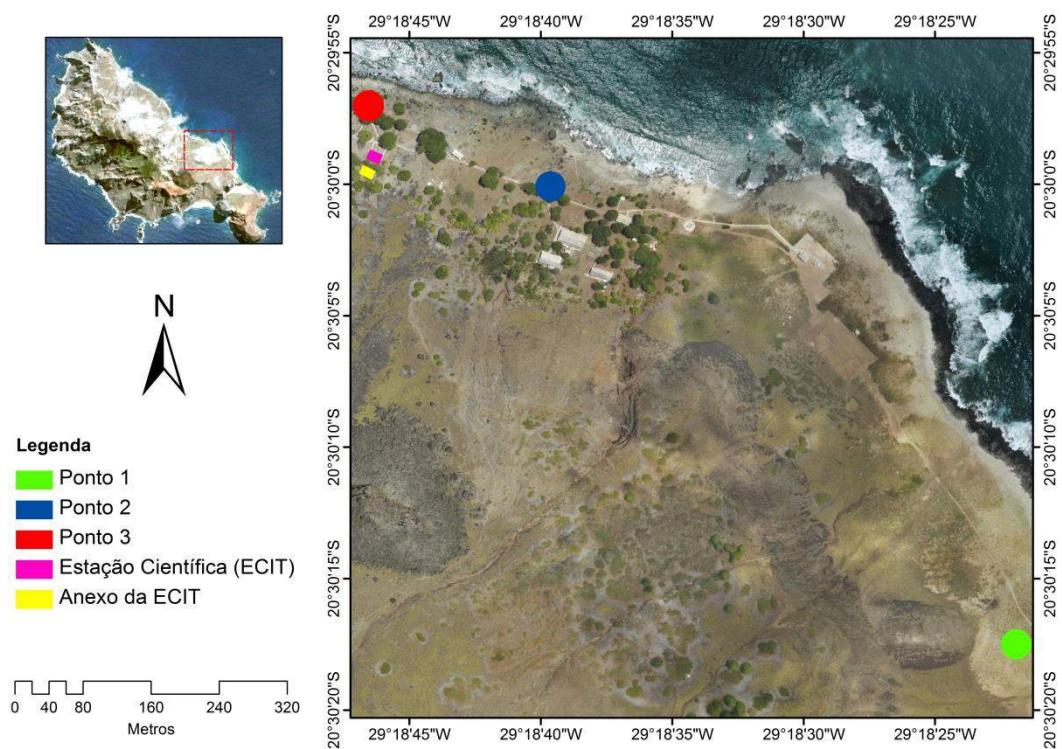 29°18'45"W 29°18'40"W 29°18'35"W 29°18'30"W 29°18'25"W
20°29'55"S 20°29'55"S
20°30'0"S 20°30'0"S
20°30'5"S 20°30'5"S
20°30'10"S 20°30'10"S
20°30'15"S 20°30'15"S
20°30'20"S 20°30'20"S
29°18'45"W 29°18'40"W 29°18'35"W 29°18'30"W 29°18'25"W
N
Legenda
Ponto 1
Ponto 2
Ponto 3
Estação Científica (ECIT)
Anexo da ECIT
0 40 80 160 240 320
Metros